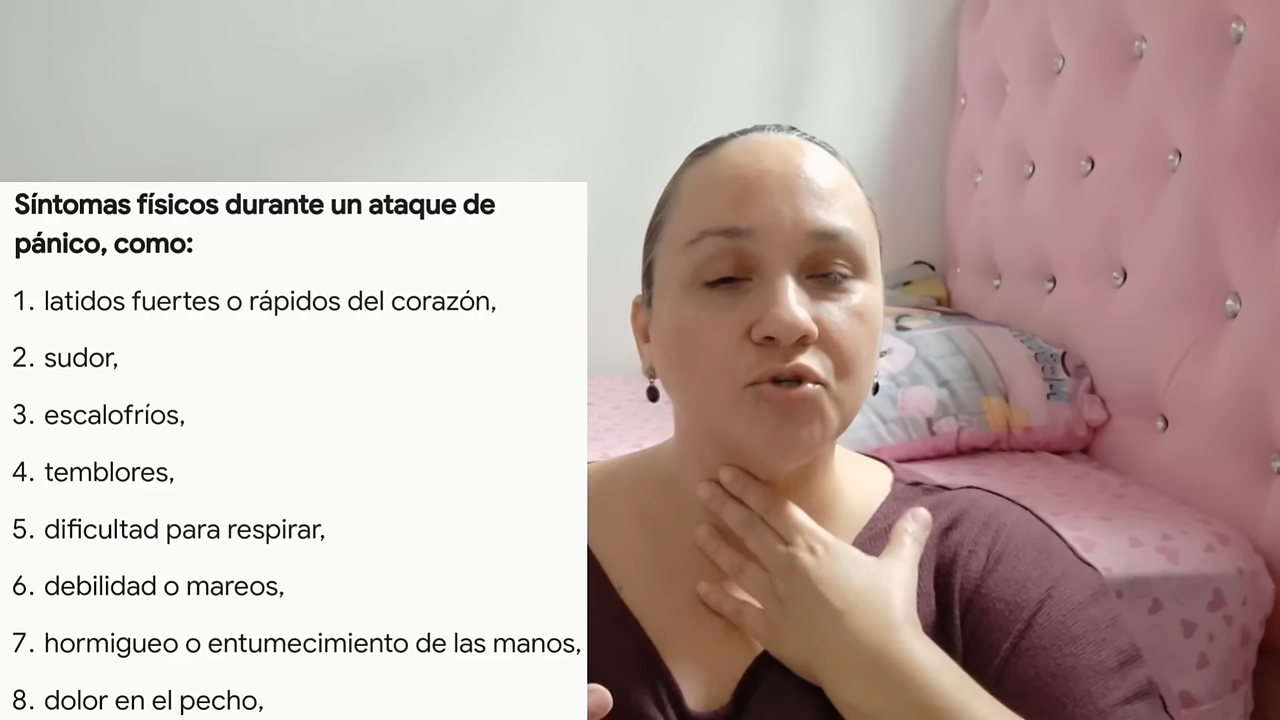 Síntomas físicos durante un ataque de
pánico, como:
1. latidos fuertes o rápidos del corazón,
2. sudor,
3. escalofríos,
4. temblores,
5. dificultad para respirar,
6. debilidad o mareos,
7. hormigueo o entumecimiento de las manos,
8. dolor en el pecho,